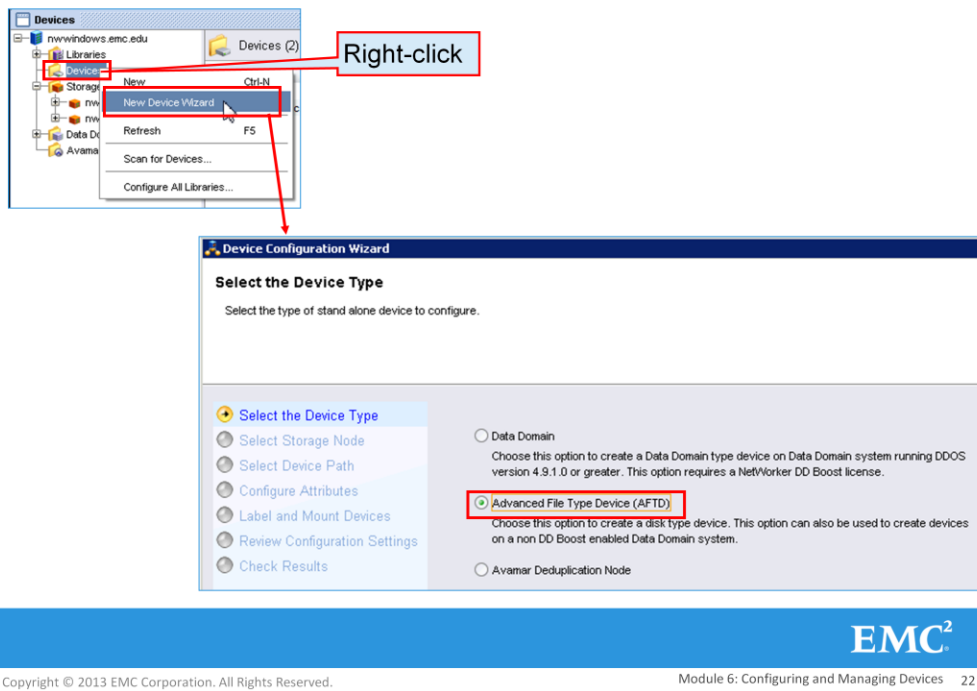 Devices
nwwindows.emc.edu
Libraries
Devices (2)
Right-click
Device
Storage
New Ctrl-N
nw
New Device Wizard
nw
Refresh F5
Data Do
Avama
Scan for Devices...
Configure All Libraries...
Device Configuration Wizard
Select the Device Type
Select the type of stand alone device to configure.
Select the Device Type
Select Storage Node
Select Device Path
Configure Attributes
Label and Mount Devices
Review Configuration Settings
Check Results
Data Domain
Choose this option to create a Data Domain type device on Data Domain system running DDOS
version 4.9.1.0 or greater. This option requires a NetWorker DD Boost license.
Advanced File Type Device (AFTD)
Choose this option to create a disk type device. This option can also be used to create devices
on a non DD Boost enabled Data Domain system.
Avamar Deduplication Node
EMC²
Copyright © 2013 EMC Corporation. All Rights Reserved.
Module 6: Configuring and Managing Devices 22